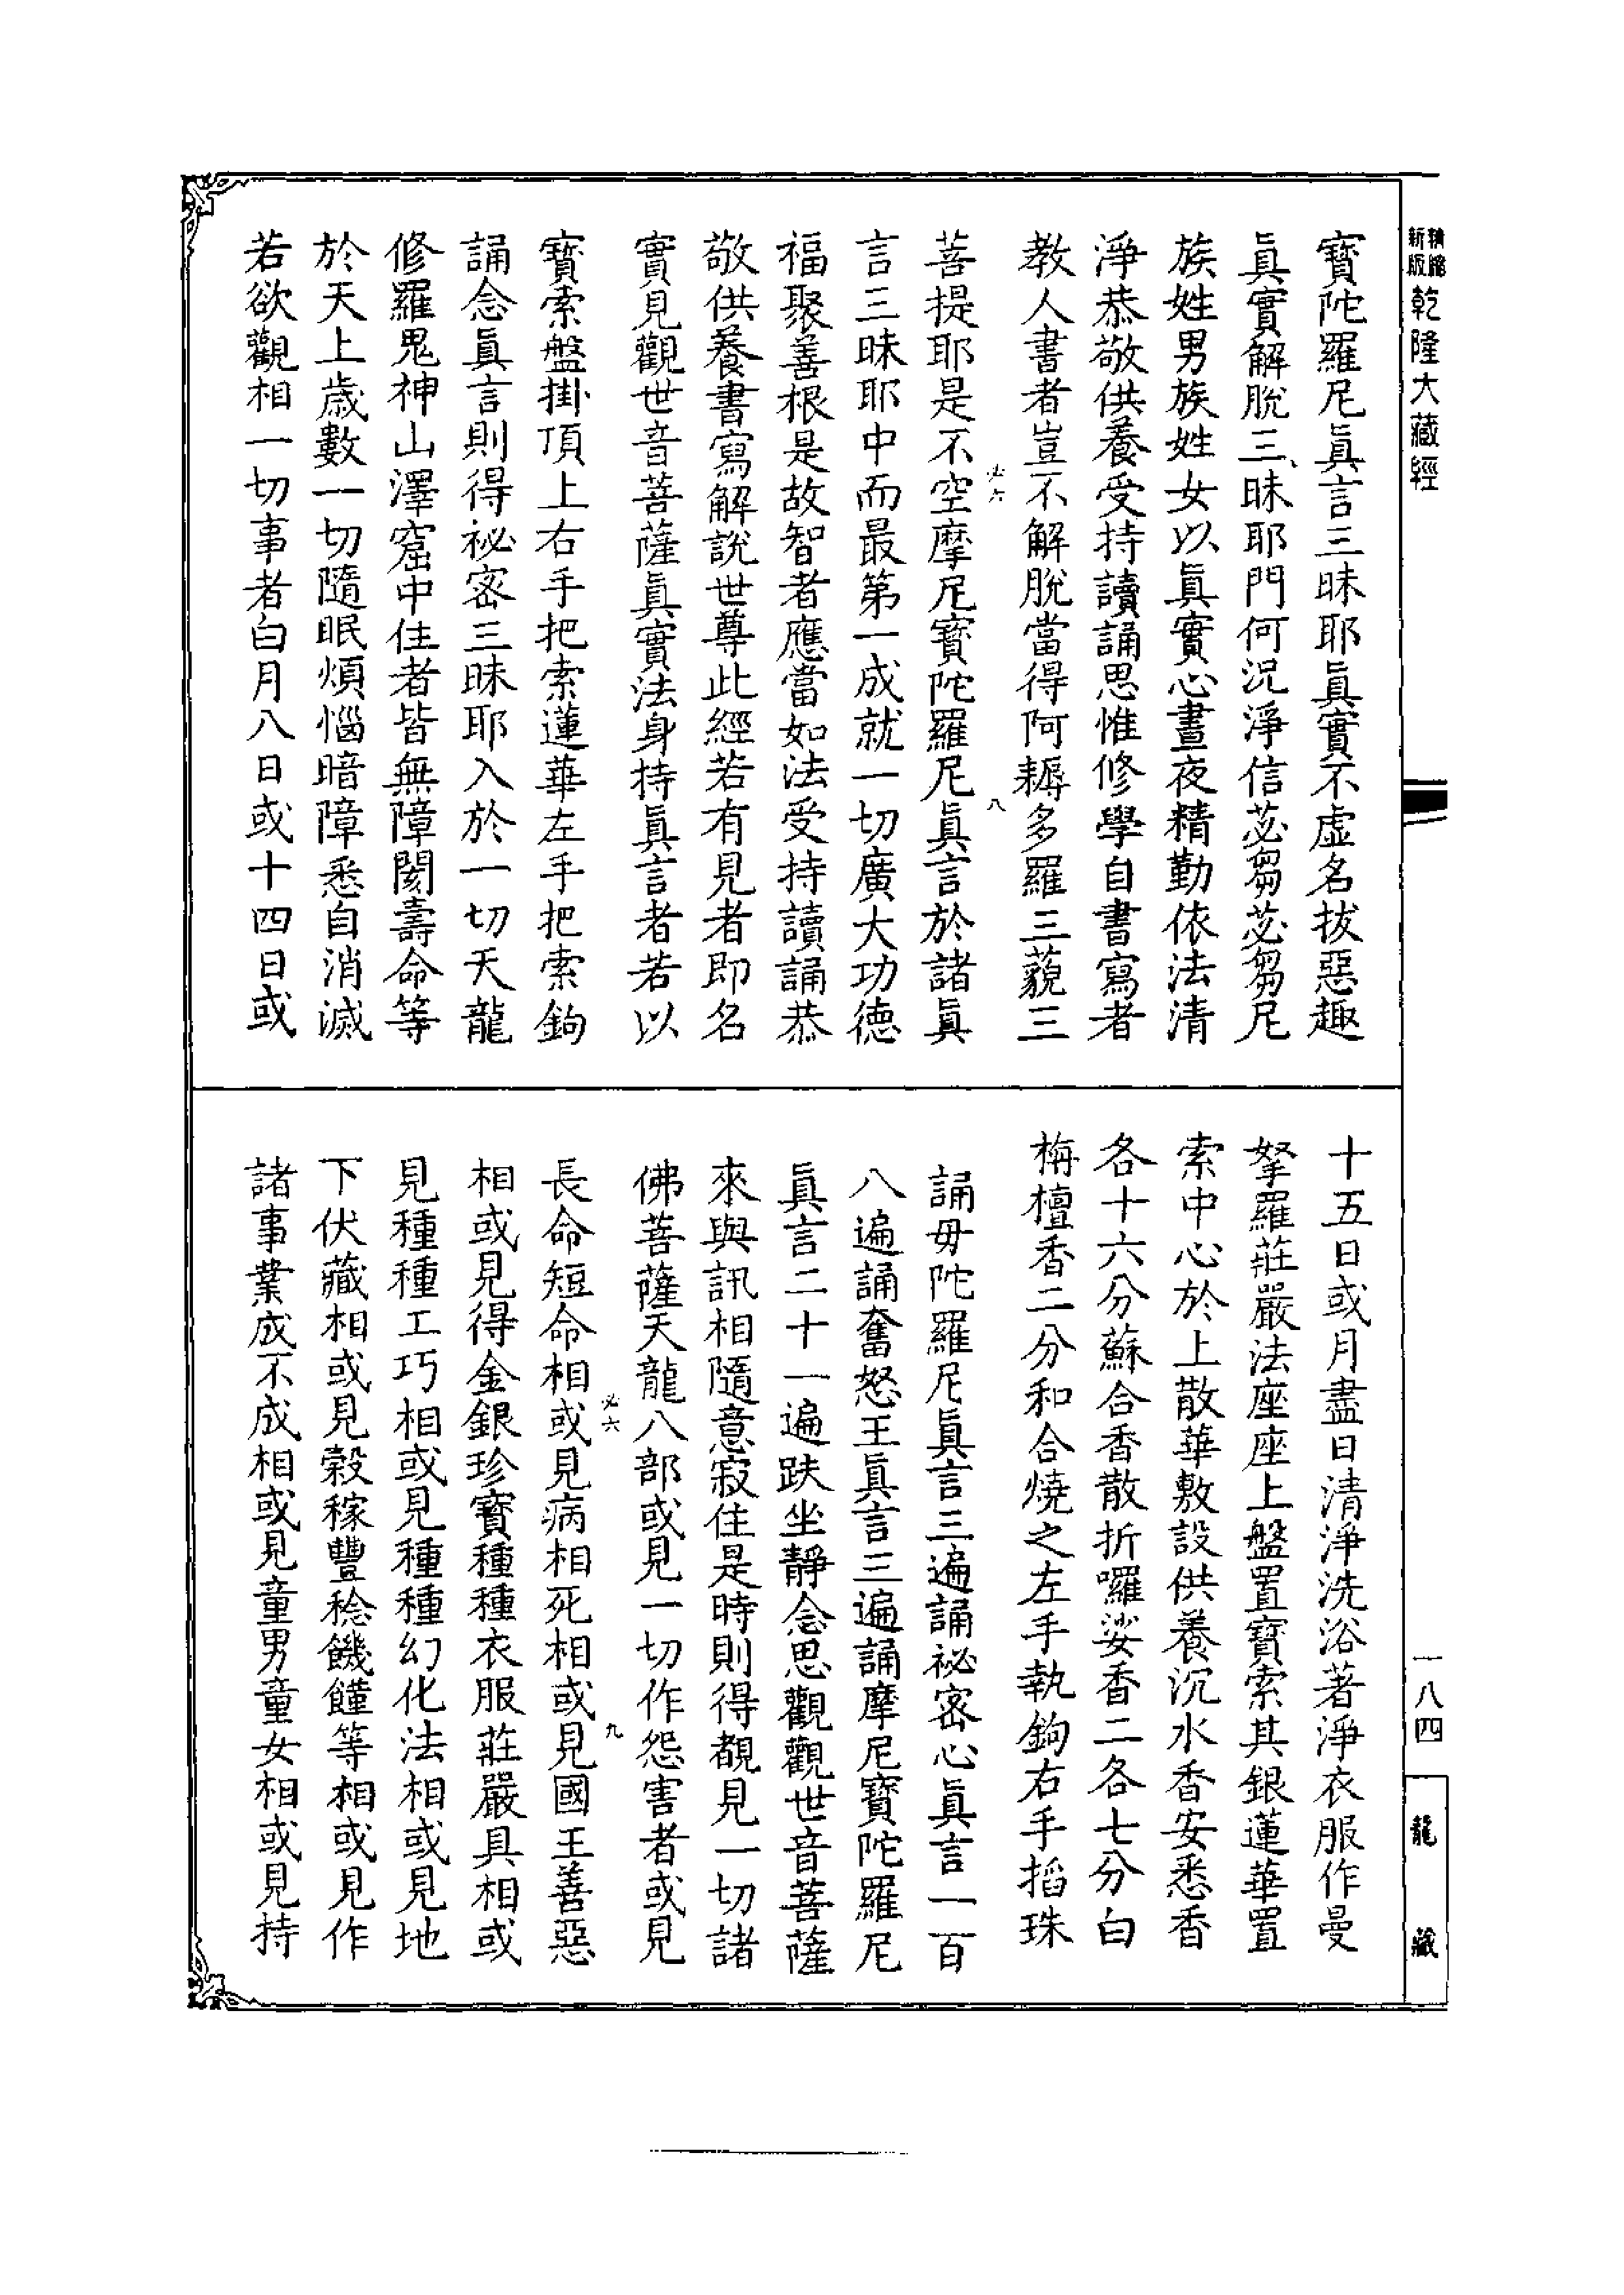 新版 精縮 乾隆大藏經
寶陀羅尼眞言三昧耶眞實不虛名拔惡趣
眞實解脫三昧耶門何況淨信苾芻苾芻尼
族姓男族姓女以眞實心晝夜精勤依法清
淨恭敬供養受持讀誦思惟修學自書寫者
教人書者豈不解脫當得阿耨多羅三藐三
必六 八
菩提耶是不空摩尼寶陀羅尼眞言於諸眞
言三昧耶中而最第一成就一切廣大功德
福聚善根是故智者應當如法受持讀誦恭
敬供養書寫解說世尊此經若有見者即名
實見觀世音菩薩眞實法身持眞言者若以
寶索盤掛頂上右手把索蓮華左手把索鉤
誦念眞言則得祕密三昧耶入於一切天龍
修羅鬼神山澤窟中住者皆無障閡壽命等
於天上歲數一切隨眠煩惱暗障悉自消滅
若欲觀相一切事者白月八日或十四日或
十五日或月盡日清淨洗浴著淨衣服作曼
拏羅莊嚴法座座上盤置寶索其銀蓮華置
索中心於上散華敷設供養沉水香安悉香
各十六分蘇合香散折囉娑香二各七分白
栴檀香二分和合燒之左手執鉤右手搯珠
誦毋陀羅尼眞言三遍誦祕密心眞言一百
八遍誦奮怒王眞言三遍誦摩尼寶陀羅尼
眞言二十一遍趺坐靜念思觀觀世音菩薩
來與訊相隨意寂住是時則得覩見一切諸
佛菩薩天龍八部或見一切作怨害者或見
必六 九
長命短命相或見病相死相或見國王善惡
相或見得金銀珍寶種種衣服莊嚴具相或
見種種工巧相或見種種幻化法相或見地
下伏藏相或見穀稼豐稔饑饉等相或見作
諸事業成不成相或見童男童女相或見持
一八四
龍藏